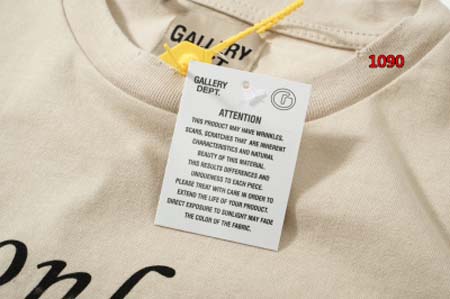 GALLERY
DEPT.
1090
GALLERY
DEPT.
ATTENTION
THIS PRODUCT MAY HAVE WRINKLES,
SCARS, SCRATCHES THAT ARE INHERENT
CHARACTERISTICS AND NATURAL
BEAUTY OF THIS MATERIAL.
THIS RESULTS DIFFERENCES AND
UNIQUENESS TO EACH PIECE.
PLEASE TREAT WITH CARE IN ORDER TO
EXTEND THE LIFE OF YOUR PRODUCT.
DIRECT EXPOSURE TO SUNLIGHT MAY FADE
THE COLOR OF THE FABRIC.